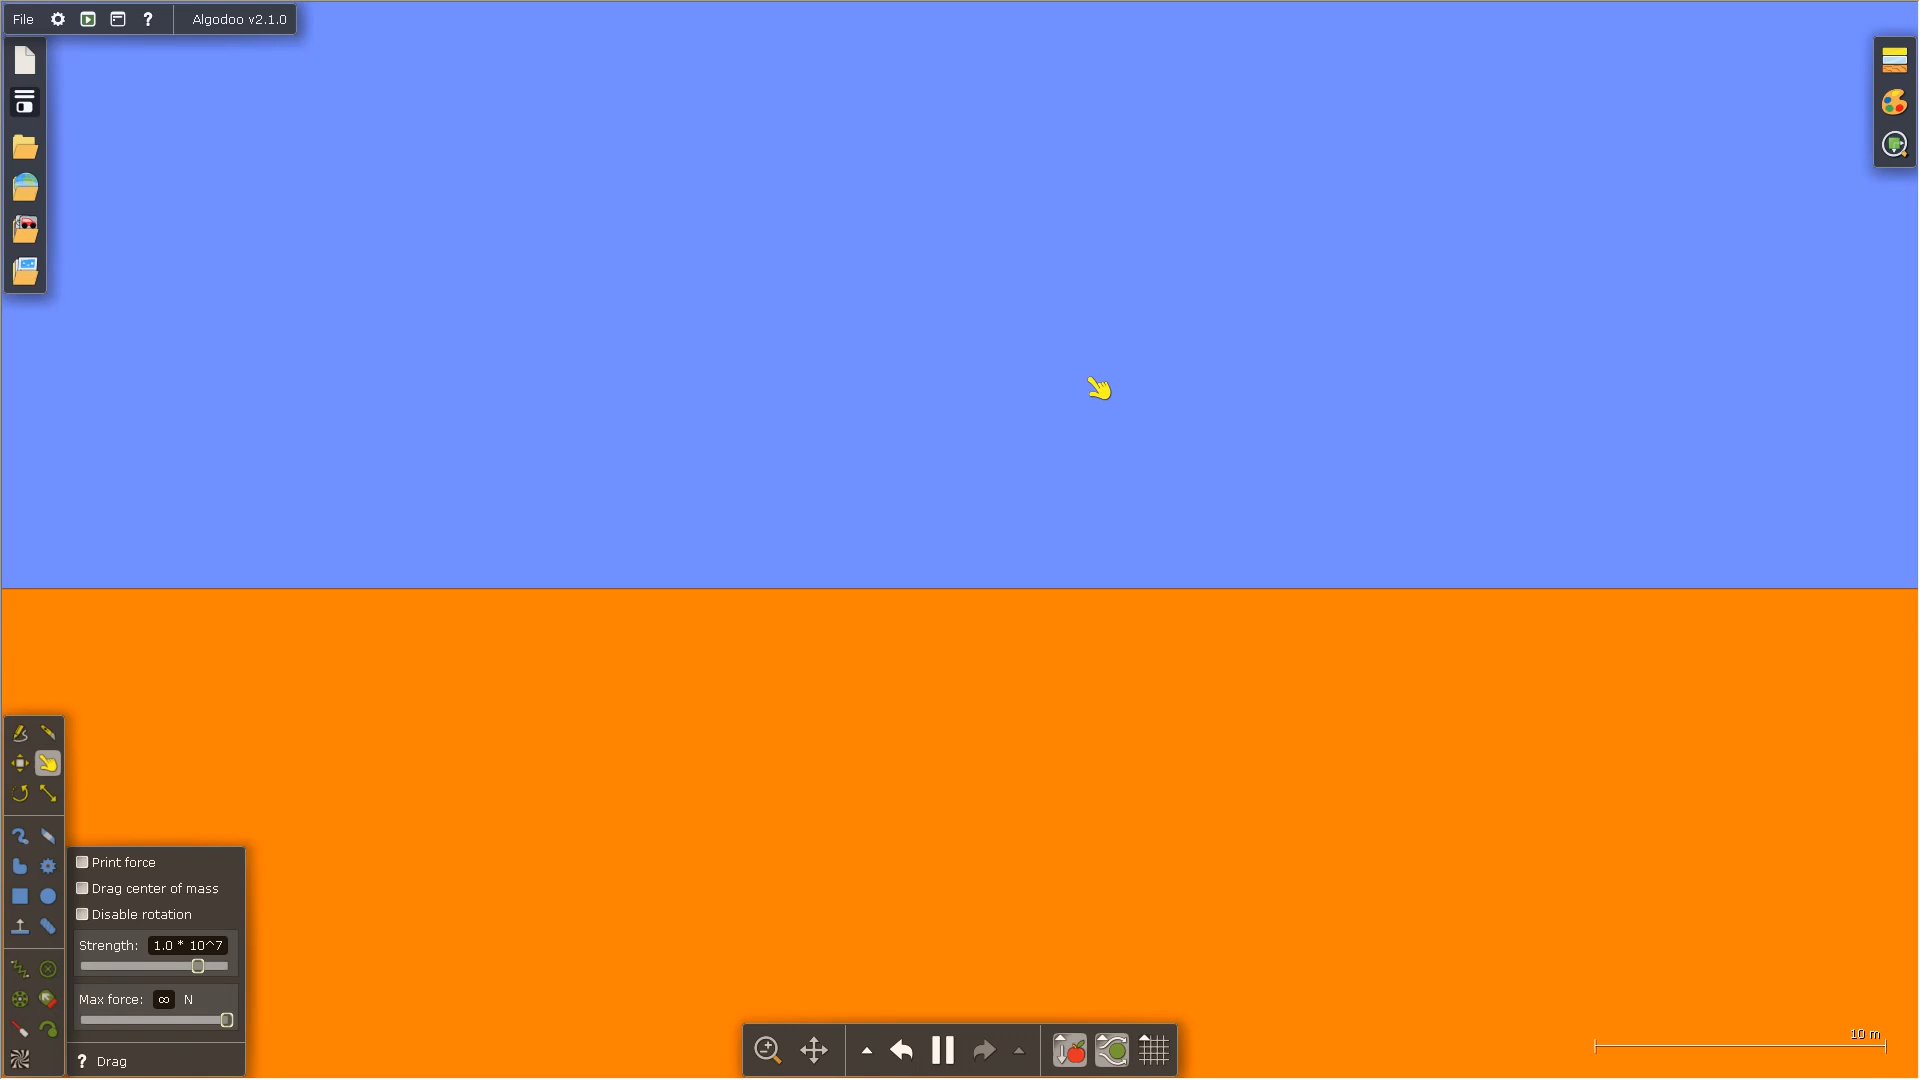 File
?
Algodoo v2.1.0
Print force
Drag center of mass
Disable rotation
Strength: 1.0 * 10^7
Max force: ∞ N
? Drag
10 m